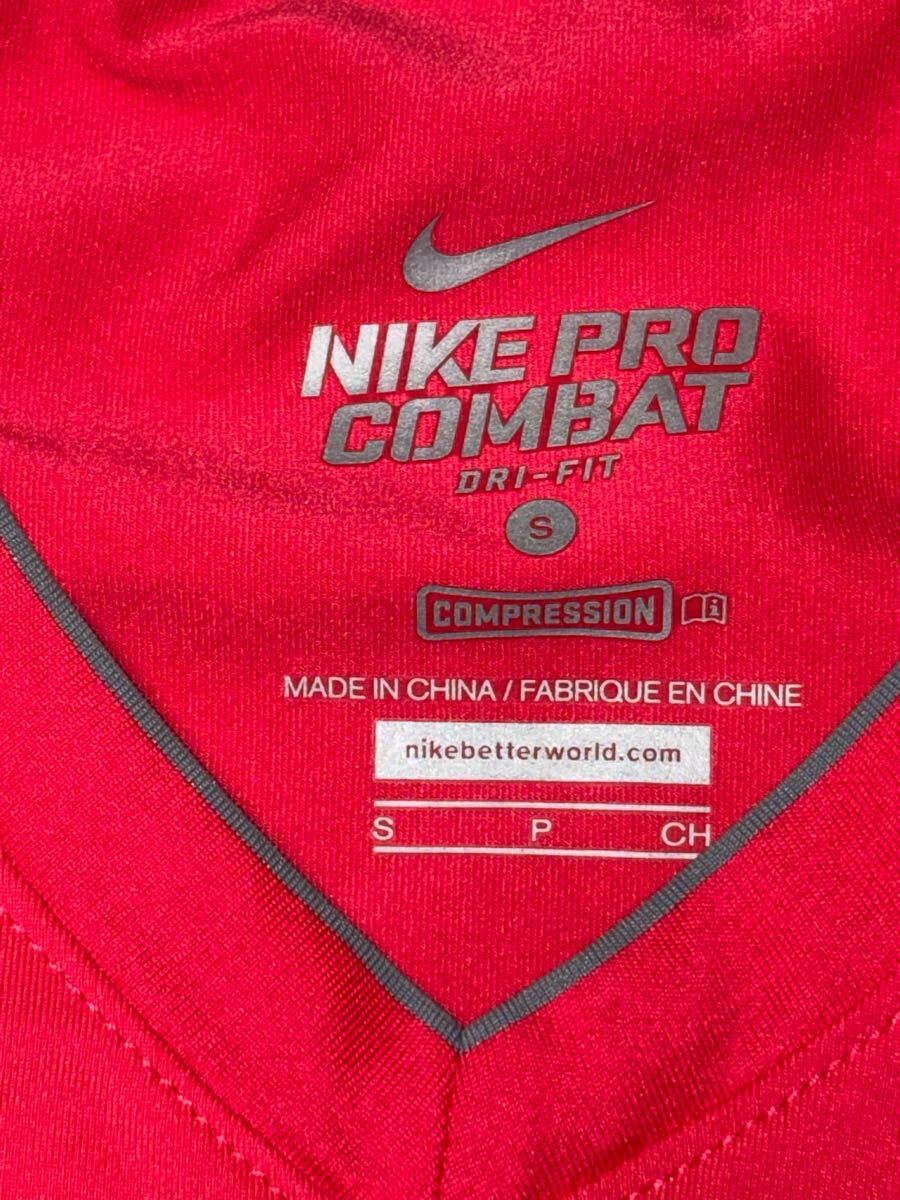 NIKE PRO
COMBAT
DRI-FIT
S
COMPRESSION
MADE IN CHINA / FABRIQUE EN CHINE
nikebetterworld.com
S P CH